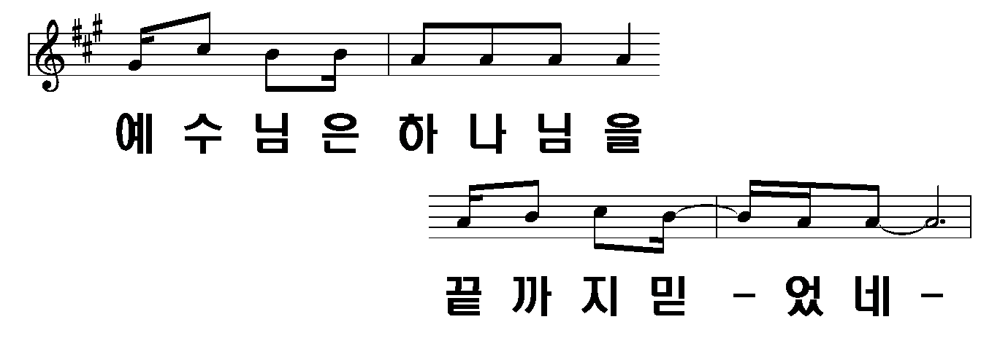 예 수 님 은 하 나 님 을
끝 까 지 믿 - 었 네 -